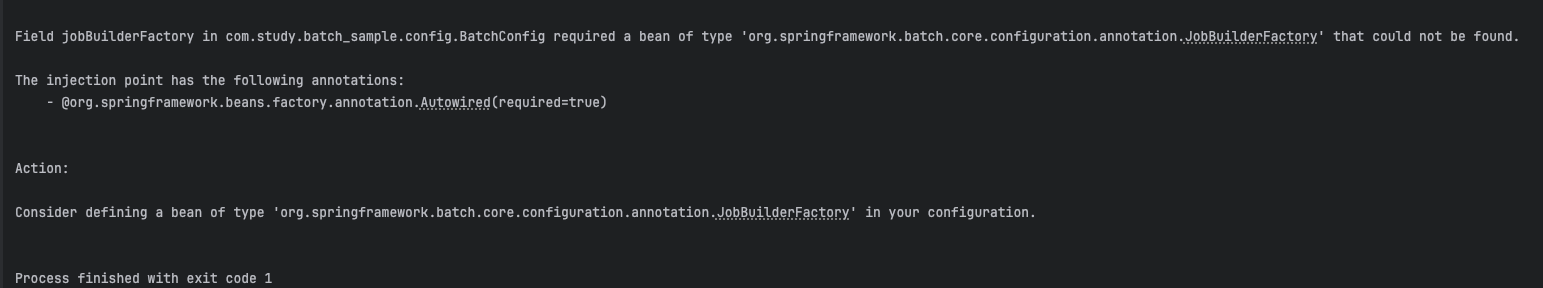 Field jobBuilderFactory in com.study.batch_sample.config.BatchConfig required a bean of type 'org.springframework.batch.core.configuration.annotation.JobBuilderFactory' that could not be found.
The injection point has the following annotations:
- @org.springframework.beans.factory.annotation.Autowired(required=true)
Action:
Consider defining a bean of type 'org.springframework.batch.core.configuration.annotation.JobBuilderFactory' in your configuration.
Process finished with exit code 1